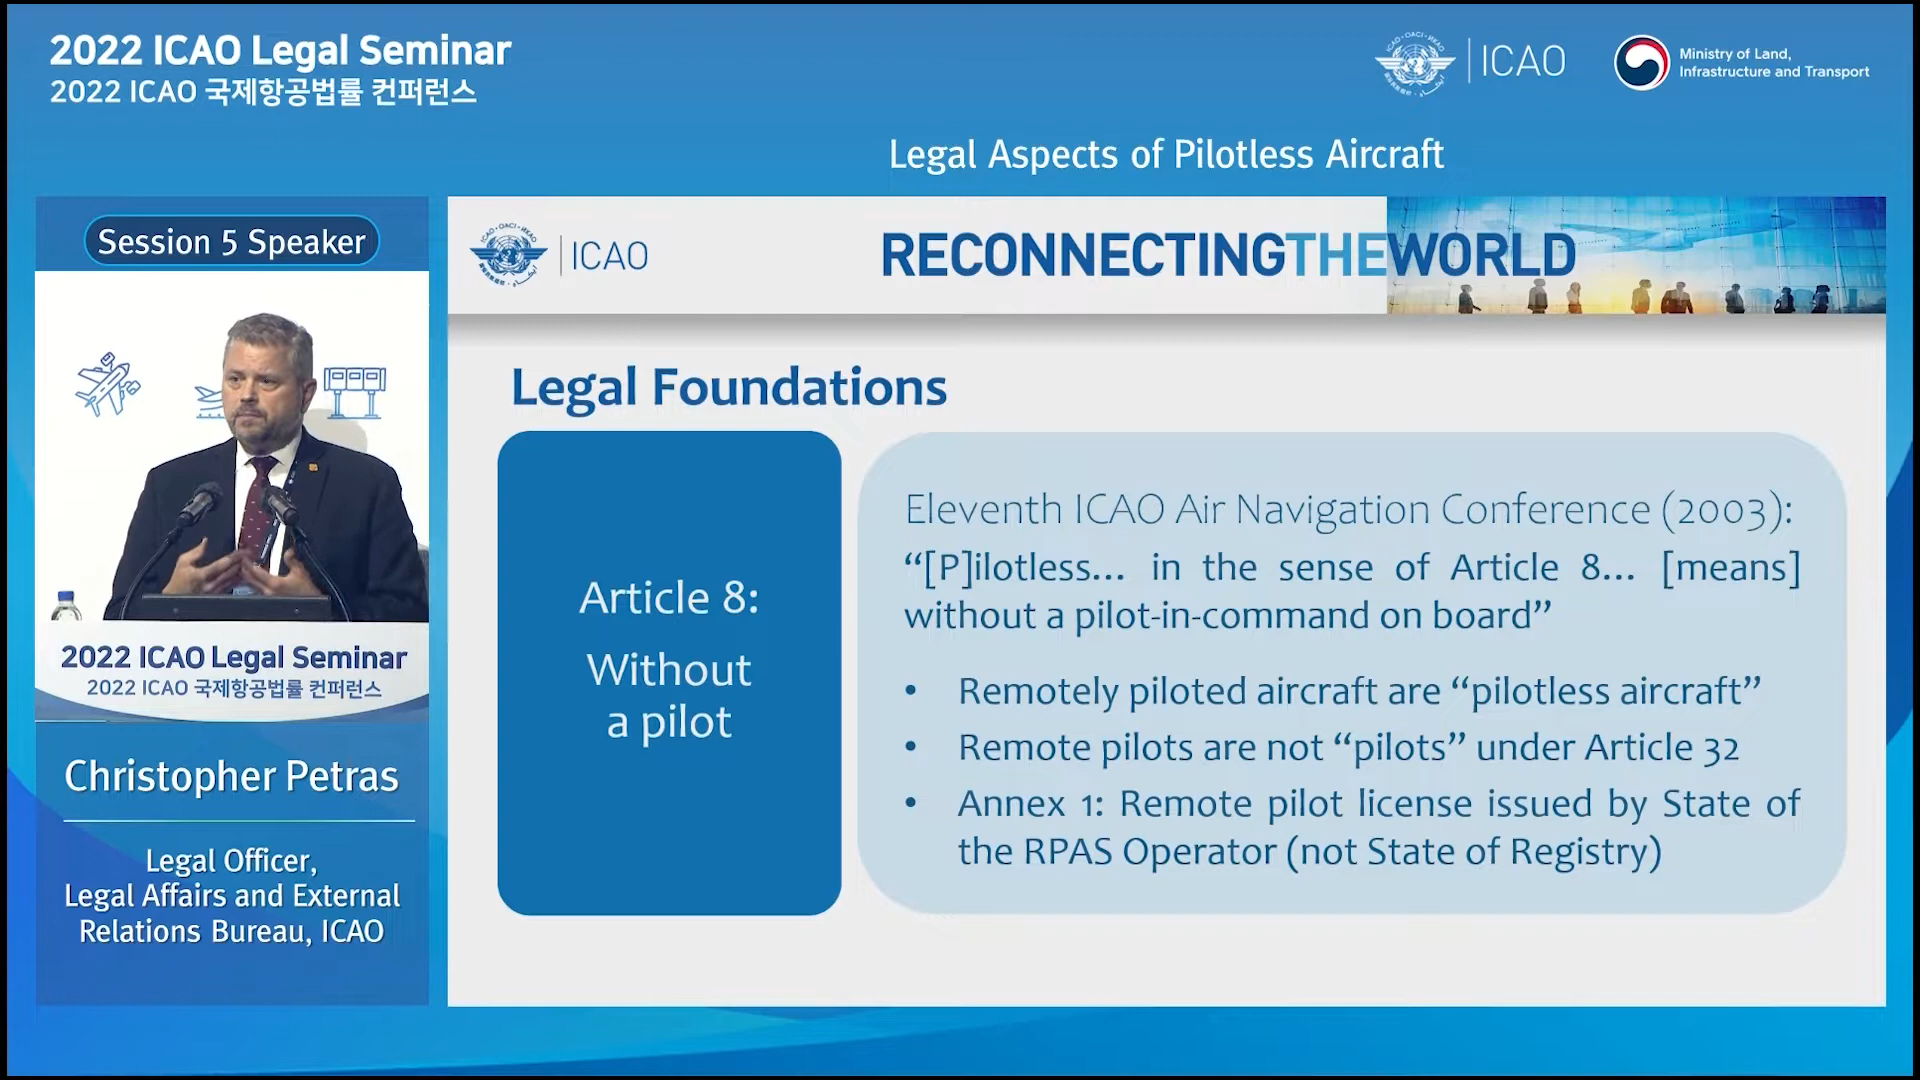 2022 ICAO Legal Seminar
2022 ICAO 국제항공법률 컨퍼런스
ICAO
Ministry of Land,
Infrastructure and Transport
Legal Aspects of Pilotless Aircraft
Session 5 Speaker
2022 ICAO Legal Seminar
2022 ICAO 국제항공법률 컨퍼런스
Christopher Petras
Legal Officer,
Legal Affairs and External
Relations Bureau, ICAO
ICAO
RECONNECTINGTHEWORLD
Legal Foundations
Article 8:
Without
a pilot
Eleventh ICAO Air Navigation Conference (2003):
“[P]ilotless... in the sense of Article 8... [means]
without a pilot-in-command on board”
• Remotely piloted aircraft are “pilotless aircraft”
• Remote pilots are not “pilots” under Article 32
• Annex 1: Remote pilot license issued by State of
the RPAS Operator (not State of Registry)